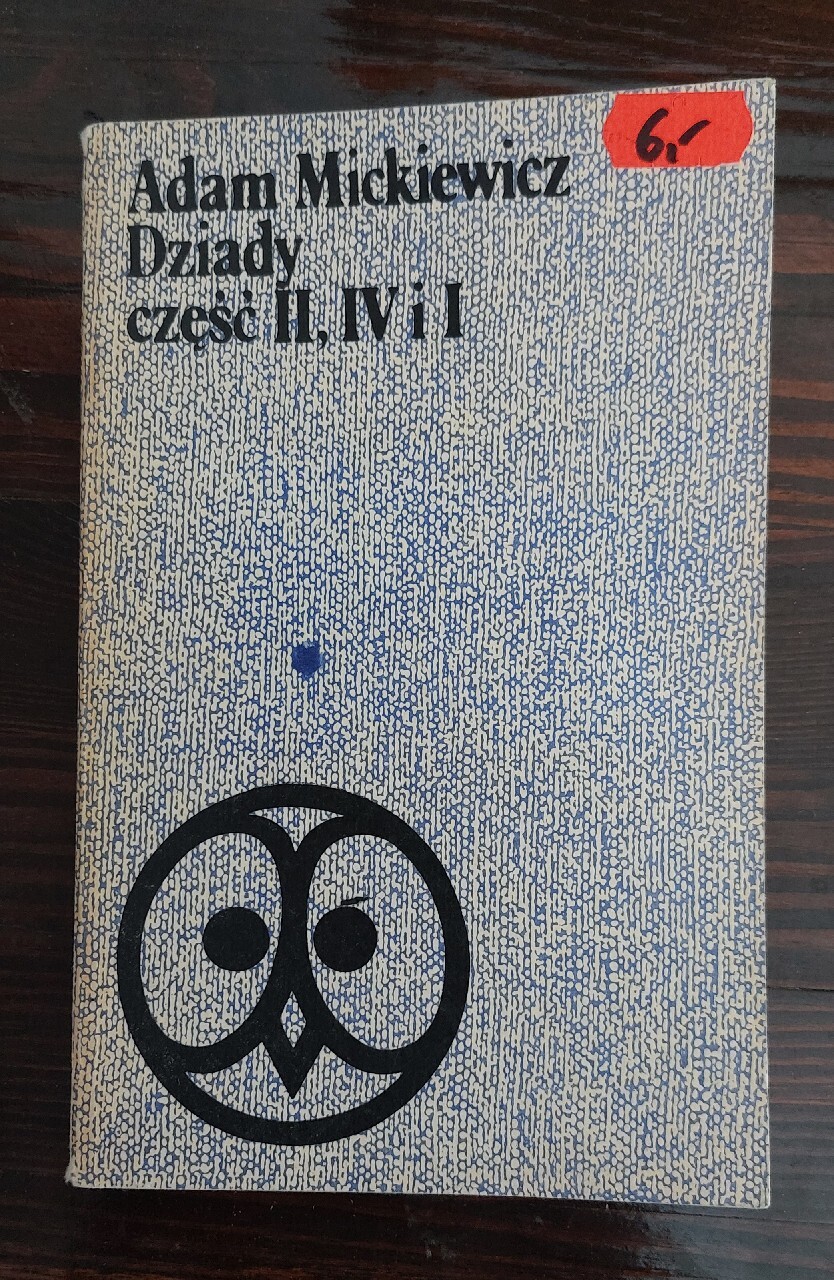 6,-
Adam Mickiewicz
Dziady
część II, IV i I